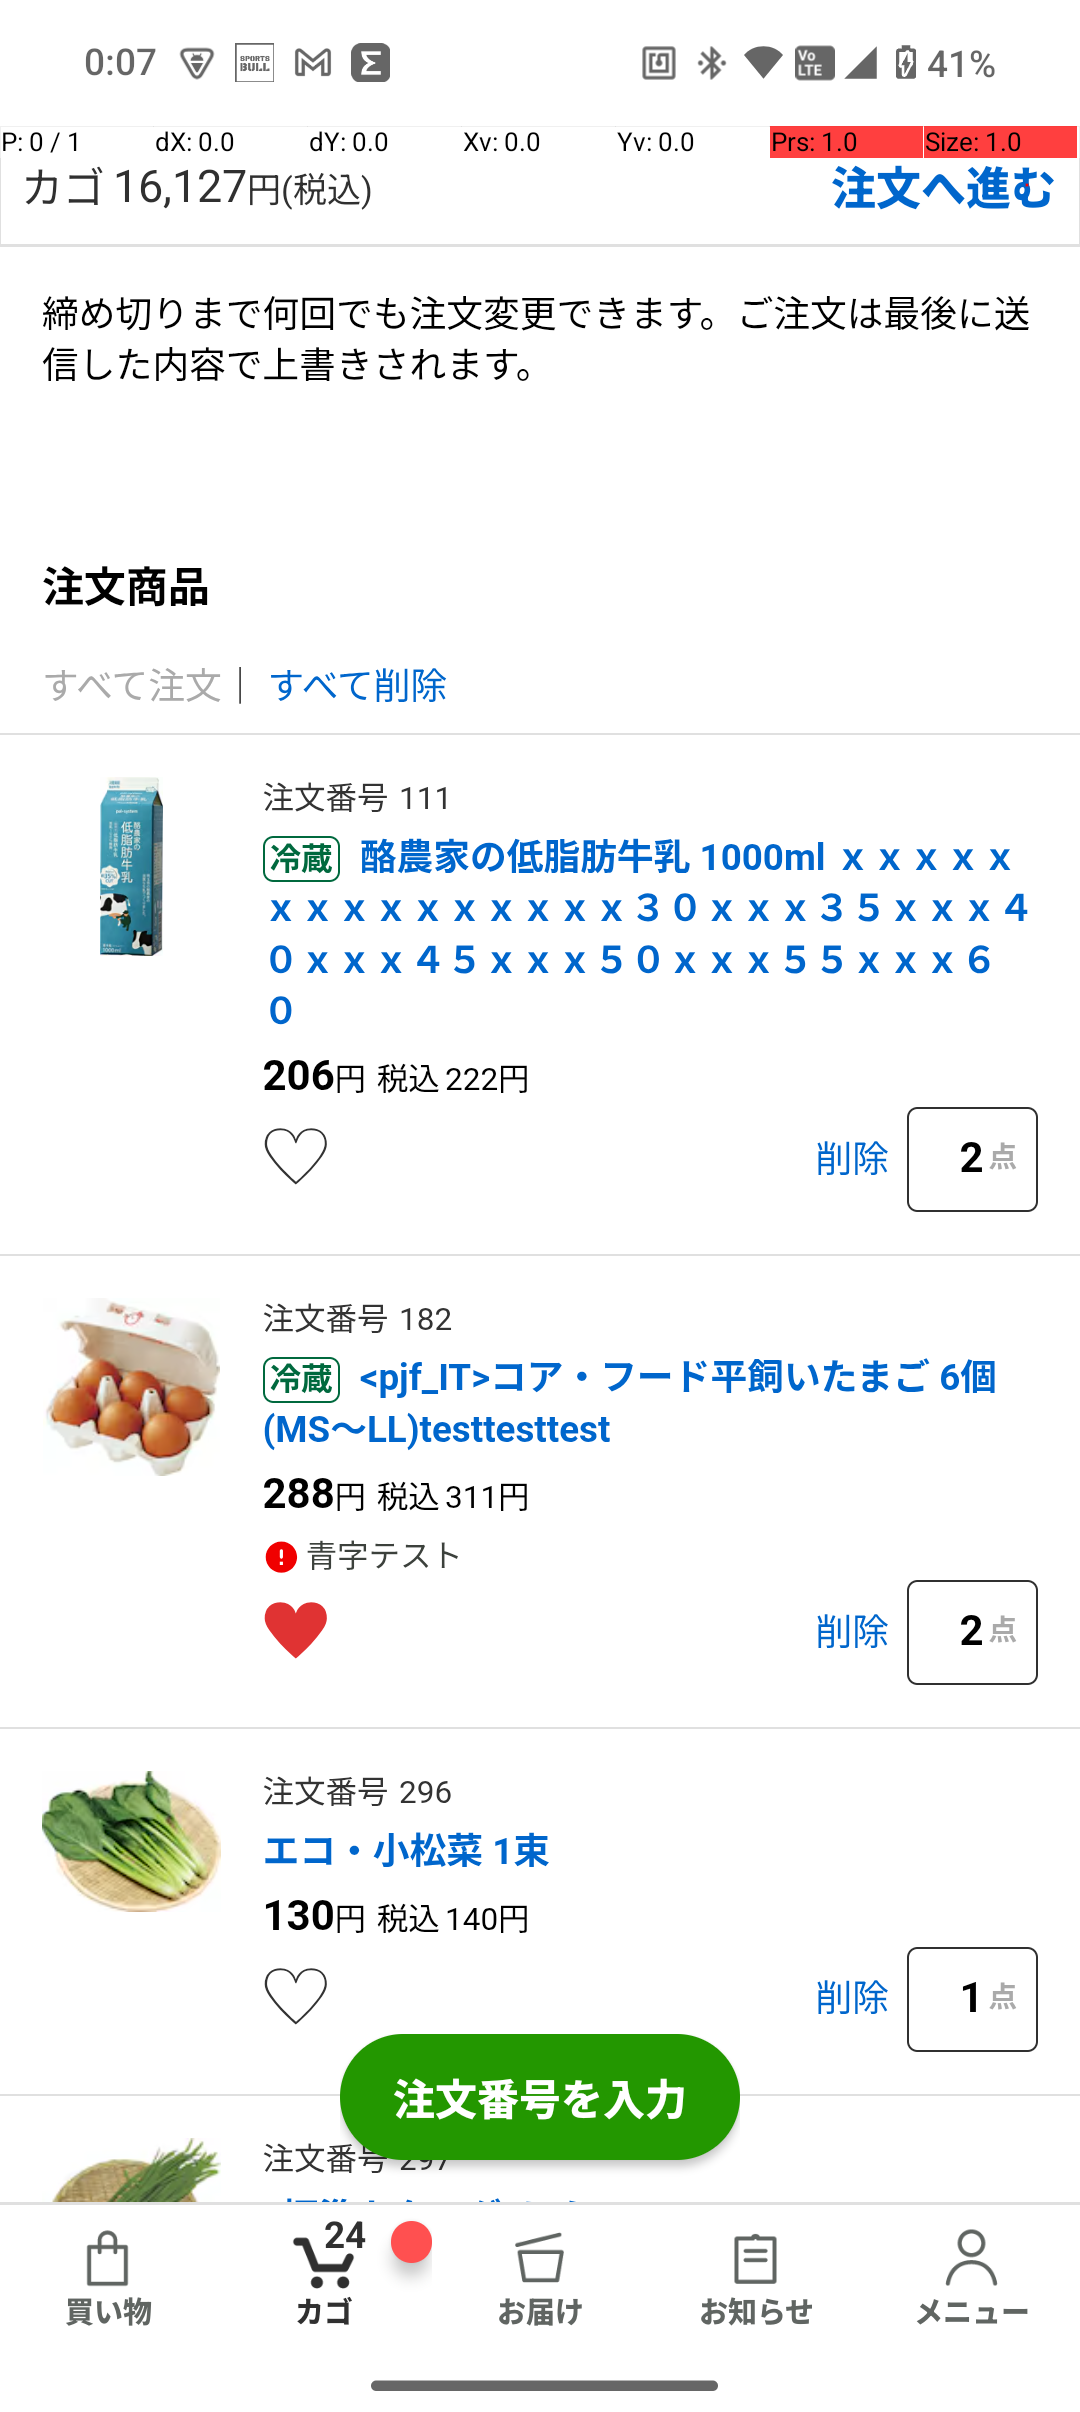 0:07
SPORTS BULL
Vo LTE
41%
P: 0 / 1 dX: 0.0 dY: 0.0 Xv: 0.0 Yv: 0.0 Prs: 1.0 Size: 1.0
カゴ 16,127円(税込) 注文へ進む
締め切りまで何回でも注文変更できます。ご注文は最後に送
信した内容で上書きされます。
注文商品
すべて注文 | すべて削除
注文番号 111
冷蔵 酪農家の低脂肪牛乳 1000ml ｘｘｘｘｘ
ｘｘｘｘｘｘｘｘｘｘ３０ｘｘｘ３５ｘｘｘ４
０ｘｘｘ４５ｘｘｘ５０ｘｘｘ５５ｘｘｘ６
０
206円 税込 222円
削除 2 点
注文番号 182
冷蔵 <pjf_IT>コア・フード平飼いたまご 6個
(MS～LL)testtesttest
288円 税込 311円
青字テスト
削除 2 点
注文番号 296
エコ・小松菜 1束
130円 税込 140円
削除 1 点
注文番号を入力
注文番号 297
24
買い物 カゴ お届け お知らせ メニュー